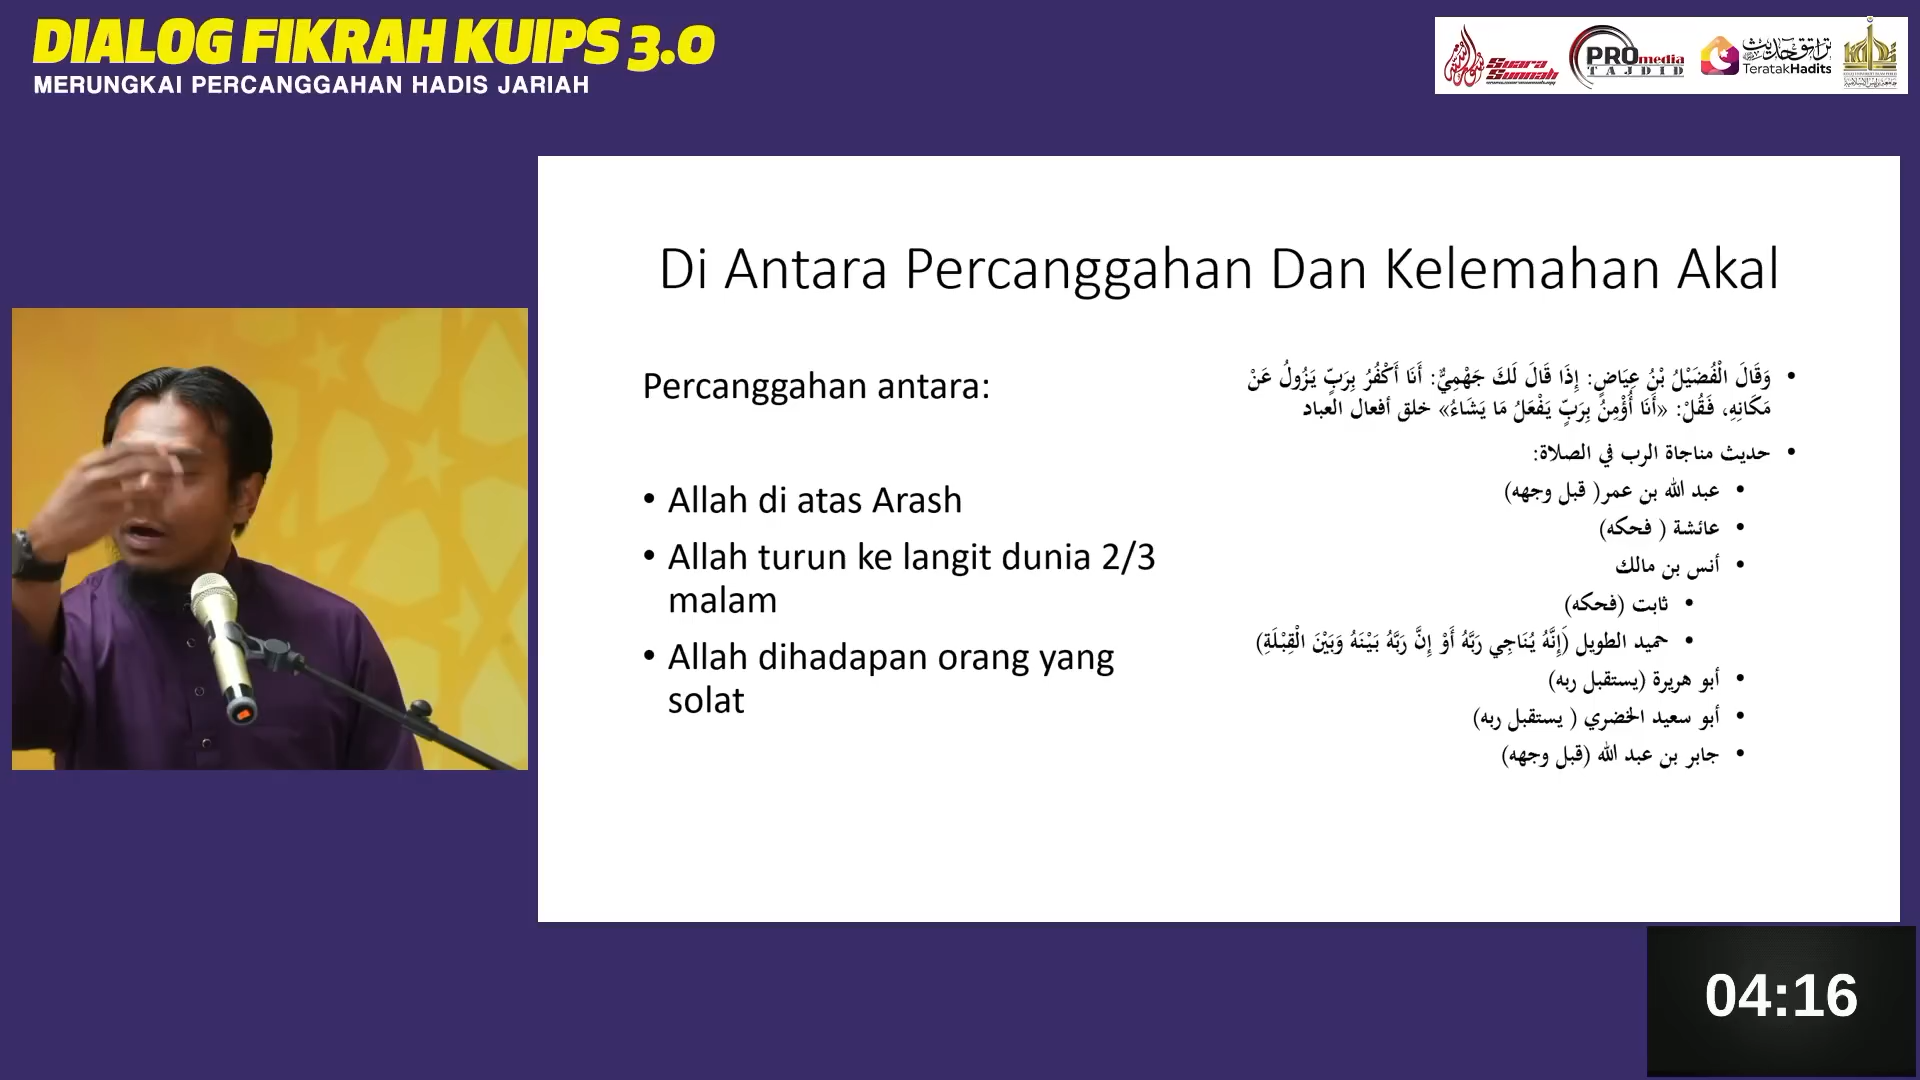 DIALOG FIKRAH KUIPS 3.0
MERUNGKAI PERCANGGAHAN HADIS JARIAH
Suara
Sunnah
PROmedia
TAJDID
TeratakHadits
Di Antara Percanggahan Dan Kelemahan Akal
Percanggahan antara:
• Allah di atas Arash
• Allah turun ke langit dunia 2/3
malam
• Allah dihadapan orang yang
solat
• وَقَالَ الْفُضَيْلُ بْنُ عِيَاضٍ: إِذَا قَالَ لَكَ جَهْمِيٌّ: أَنَا أَكْفُرُ بِرَبٍّ يَزُولُ عَنْ
مَكَانِهِ، فَقُلْ: «أَنَا أُؤْمِنُ بِرَبٍّ يَفْعَلُ مَا يَشَاءُ» خلق أفعال العباد
• حديث مناجاة الرب في الصلاة:
• عبد الله بن عمر( قبل وجهه)
• عائشة ( فحكه)
• أنس بن مالك
• ثابت (فحكه)
• حميد الطويل (إِنَّهُ يُنَاجِي رَبَّهُ أَوْ إِنَّ رَبَّهُ بَيْنَهُ وَبَيْنَ الْقِبْلَةِ)
• أبو هريرة (يستقبل ربه)
• أبو سعيد الخضري ( يستقبل ربه)
• جابر بن عبد الله (قبل وجهه)
04:16